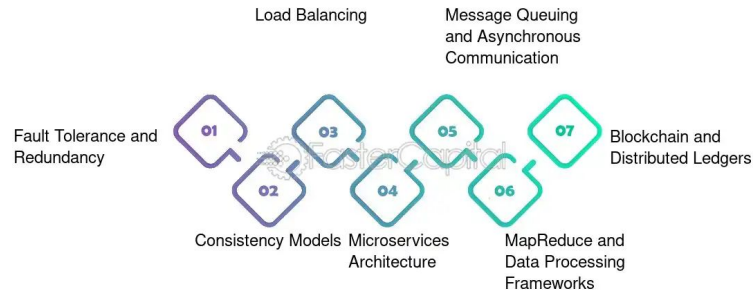 Load Balancing
Message Queuing
and Asynchronous
Communication
01
03
05
07
Fault Tolerance and
Redundancy
FasterCapital
Blockchain and
Distributed Ledgers
02
04
06
Consistency Models
Microservices
Architecture
MapReduce and
Data Processing
Frameworks